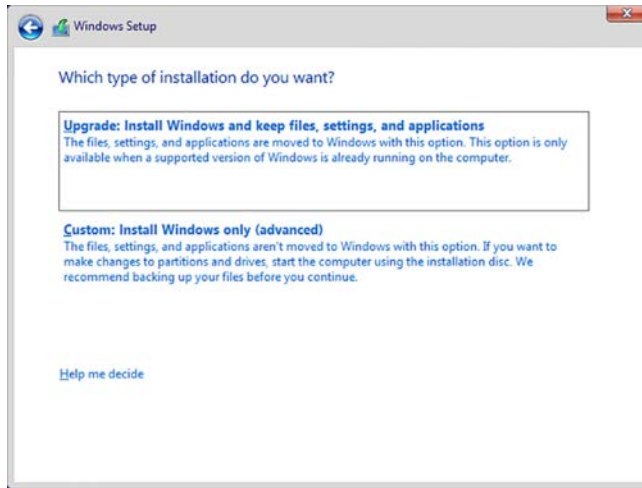 Windows Setup
Which type of installation do you want?
Upgrade: Install Windows and keep files, settings, and applications
The files, settings, and applications are moved to Windows with this option. This option is only
available when a supported version of Windows is already running on the computer.
Custom: Install Windows only (advanced)
The files, settings, and applications aren't moved to Windows with this option. If you want to
make changes to partitions and drives, start the computer using the installation disc. We
recommend backing up your files before you continue.
Help me decide